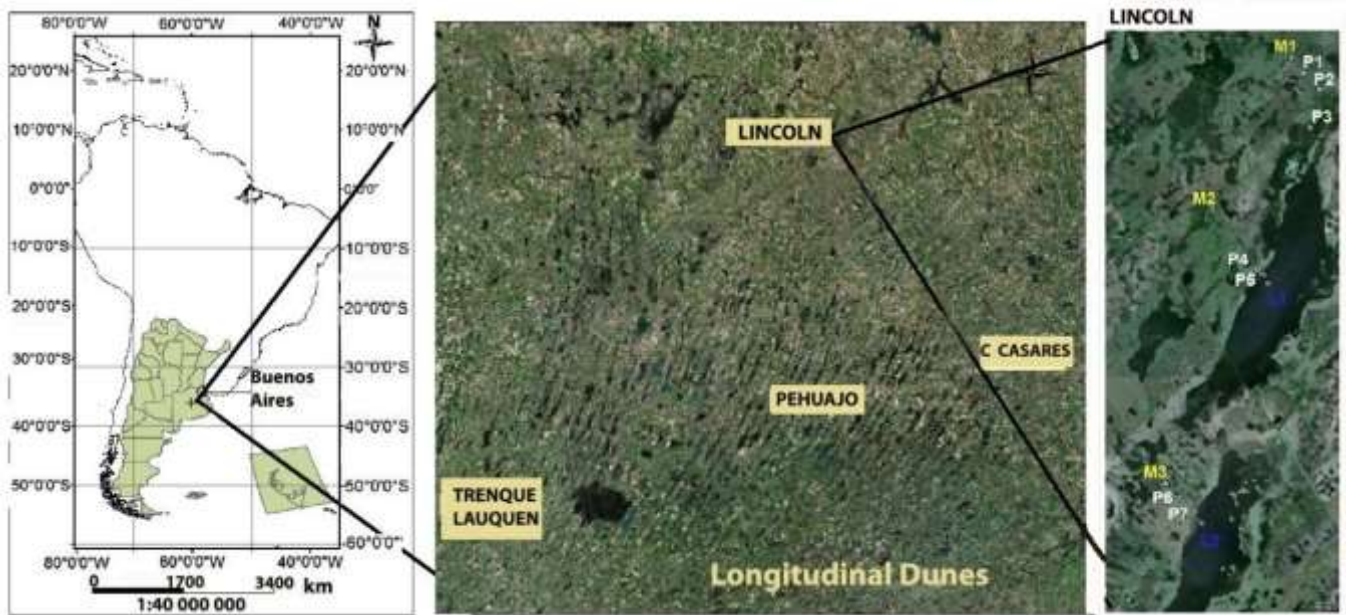 80°0'0"W 60°0'0"W 40°0'0"W
N
20°0'0"N 20°0'0"N
10°0'0"N 10°0'0"N
0°0'0"
10°0'0"S 10°0'0"S
20°0'0"S 20°0'0"S
30°0'0"S 30°0'0"S
Buenos
Aires
40°0'0"S 40°0'0"S
50°0'0"S 50°0'0"S
60°0'0"S
80°0'0"W 60°0'0"W 40°0'0"W
0 1700 3400 km
1:40 000 000
LINCOLN
C CASARES
PEHUAJO
TRENQUE
LAUQUEN
Longitudinal Dunes
LINCOLN
M1
P1
P2
P3
M2
P4
P5
M3
P6
P7